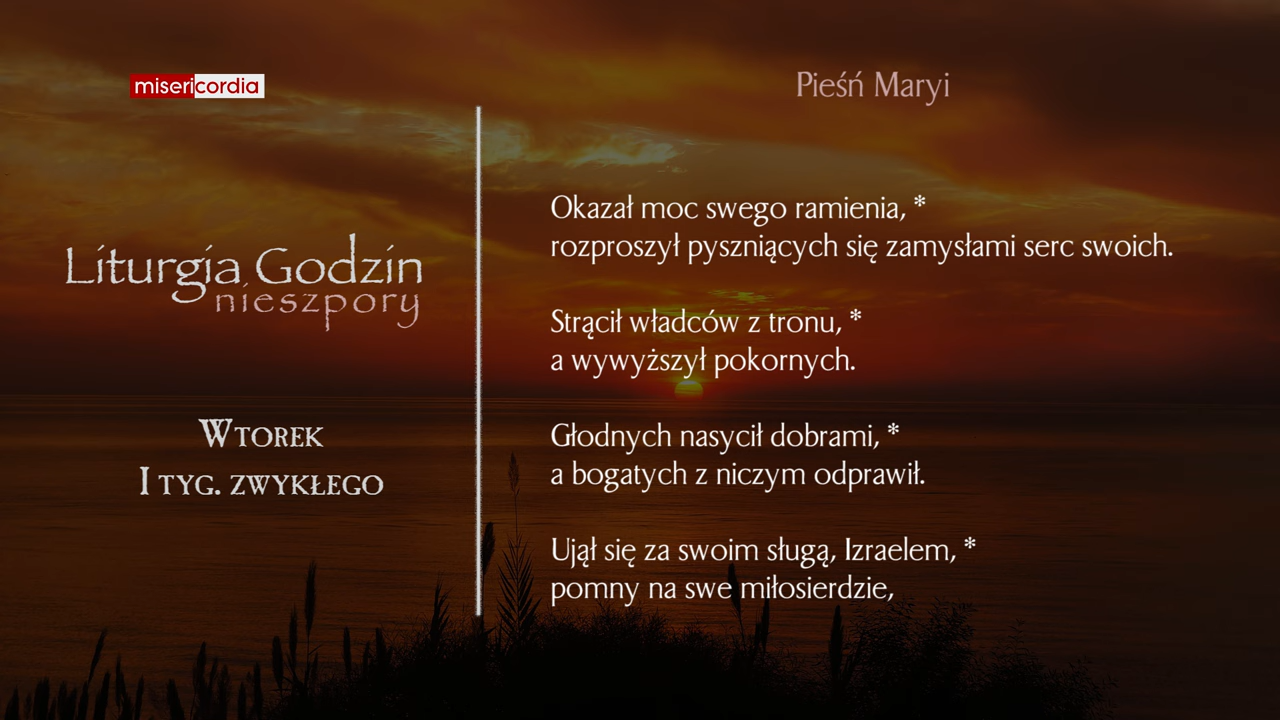 misericordia
Liturgia Godzin
nieszpory
Wtorek
I tyg. zwykłego
Pieśń Maryi
Okazał moc swego ramienia, *
rozproszył pyszniących się zamysłami serc swoich.
Strącił władców z tronu, *
a wywyższył pokornych.
Głodnych nasycił dobrami, *
a bogatych z niczym odprawił.
Ujął się za swoim sługą, Izraelem, *
pomny na swe miłosierdzie,